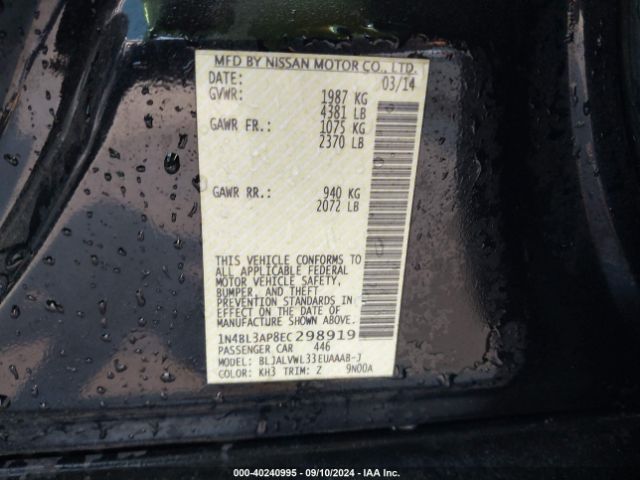 MFD BY NISSAN MOTOR CO., LTD.
DATE: 03/14
GVWR: 1987 KG
4381 LB
GAWR FR.: 1075 KG
2370 LB
GAWR RR.: 940 KG
2072 LB
THIS VEHICLE CONFORMS TO
ALL APPLICABLE FEDERAL
MOTOR VEHICLE SAFETY,
BUMPER, AND THEFT
PREVENTION STANDARDS IN
EFFECT ON THE DATE OF
MANUFACTURE SHOWN ABOVE.
1N4BL3AP8EC298919
PASSENGER CAR 446
MODEL: BLJALVWL33EUAAAB-J
COLOR: KH3 TRIM: Z 9N00A
000-40240995 - 09/10/2024 - IAA Inc.